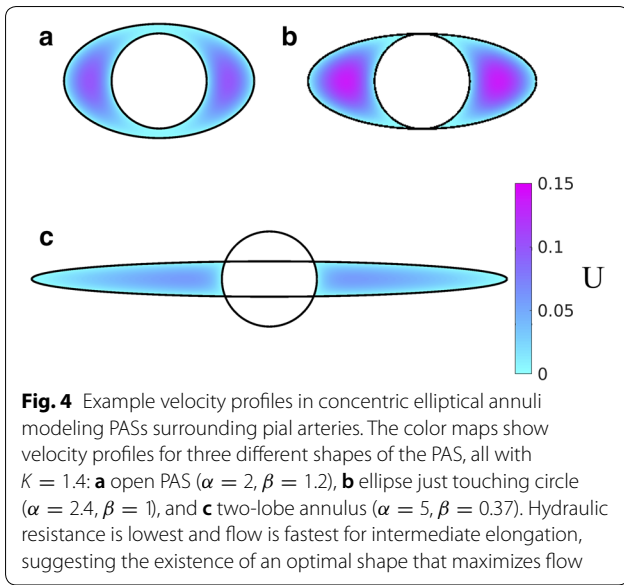 a
b
c
0.15
0.1
0.05
0
U
Fig. 4 Example velocity profiles in concentric elliptical annuli
modeling PASs surrounding pial arteries. The color maps show
velocity profiles for three different shapes of the PAS, all with
K = 1.4: a open PAS (α = 2, β = 1.2), b ellipse just touching circle
(α = 2.4, β = 1), and c two-lobe annulus (α = 5, β = 0.37). Hydraulic
resistance is lowest and flow is fastest for intermediate elongation,
suggesting the existence of an optimal shape that maximizes flow